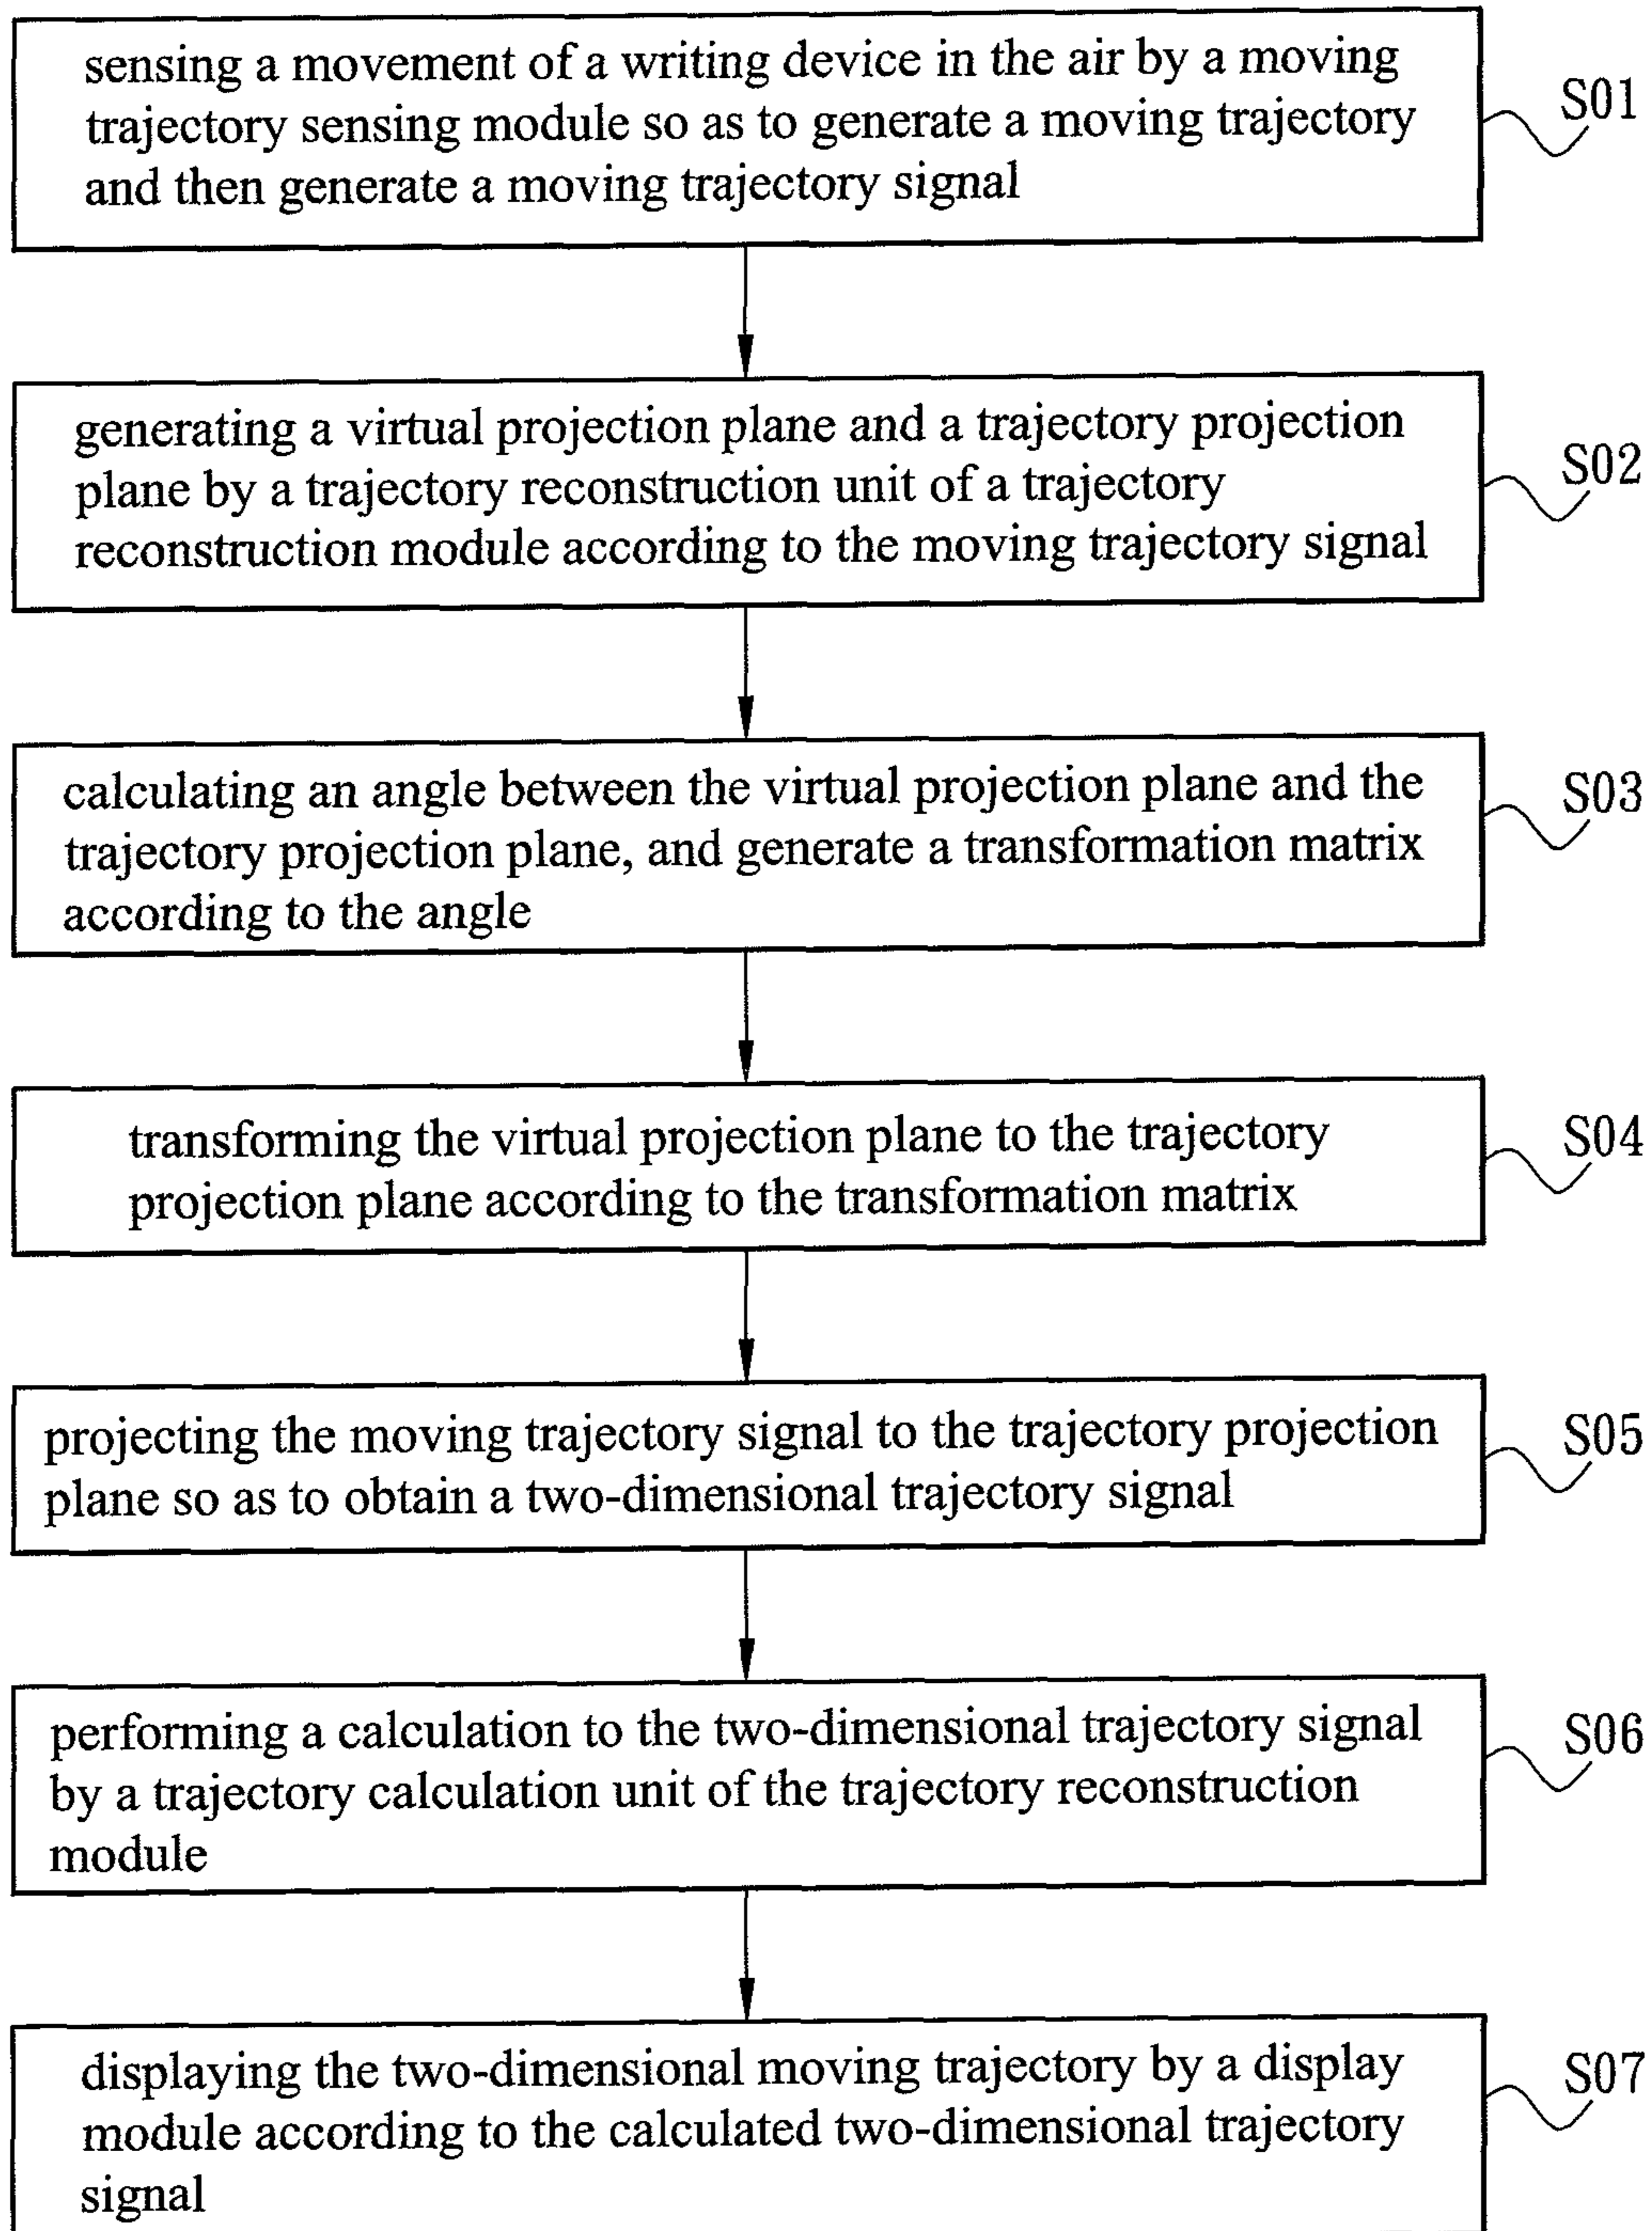 sensing a movement of a writing device in the air by a moving
trajectory sensing module so as to generate a moving trajectory
and then generate a moving trajectory signal
S01
generating a virtual projection plane and a trajectory projection
plane by a trajectory reconstruction unit of a trajectory
reconstruction module according to the moving trajectory signal
S02
calculating an angle between the virtual projection plane and the
trajectory projection plane, and generate a transformation matrix
according to the angle
S03
transforming the virtual projection plane to the trajectory
projection plane according to the transformation matrix
S04
projecting the moving trajectory signal to the trajectory projection
plane so as to obtain a two-dimensional trajectory signal
S05
performing a calculation to the two-dimensional trajectory signal
by a trajectory calculation unit of the trajectory reconstruction
module
S06
displaying the two-dimensional moving trajectory by a display
module according to the calculated two-dimensional trajectory
signal
S07